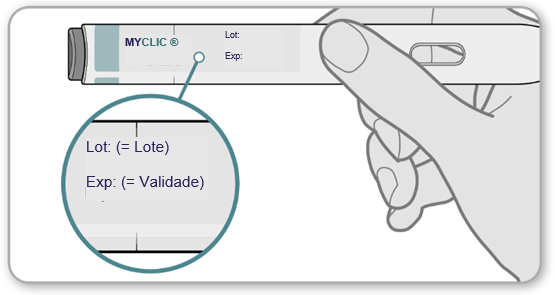 MYCLIC ®
Lot:
Exp:
Lot: (= Lote)
Exp: (= Validade)